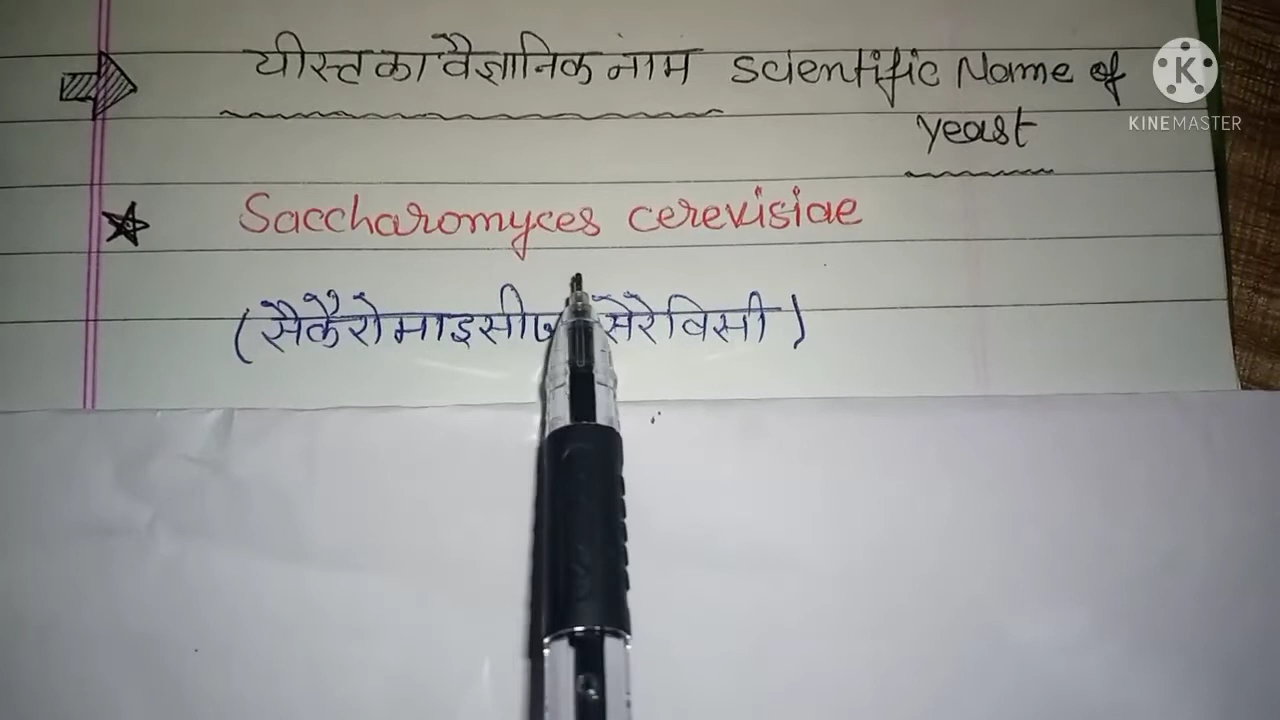 यीस्त का वैज्ञानिक नाम Scientific Name of
yeast
Saccharomyces cerevisiae
(सैकैरोमाइसीज सेरेविसी)
K
KINEMASTER